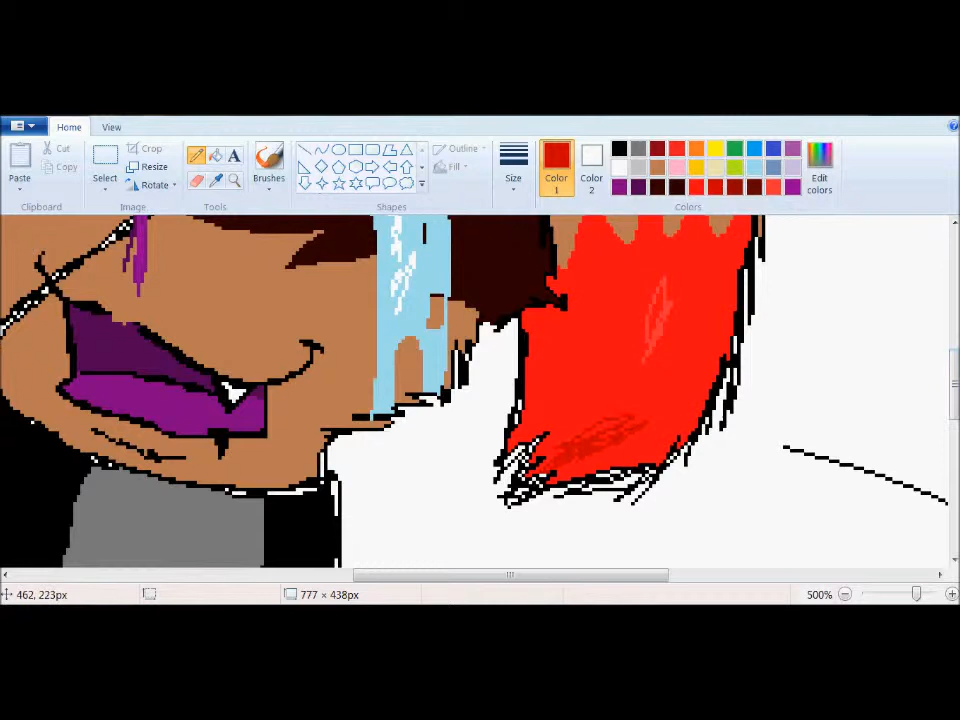 Home View
Cut
Copy
Paste
Clipboard
Select
Crop
Resize
Rotate
Image
A
Tools
Brushes
Outline
Fill
Shapes
Size
Color 1
Color 2
Edit colors
Colors
462, 223px
777 × 438px
500%